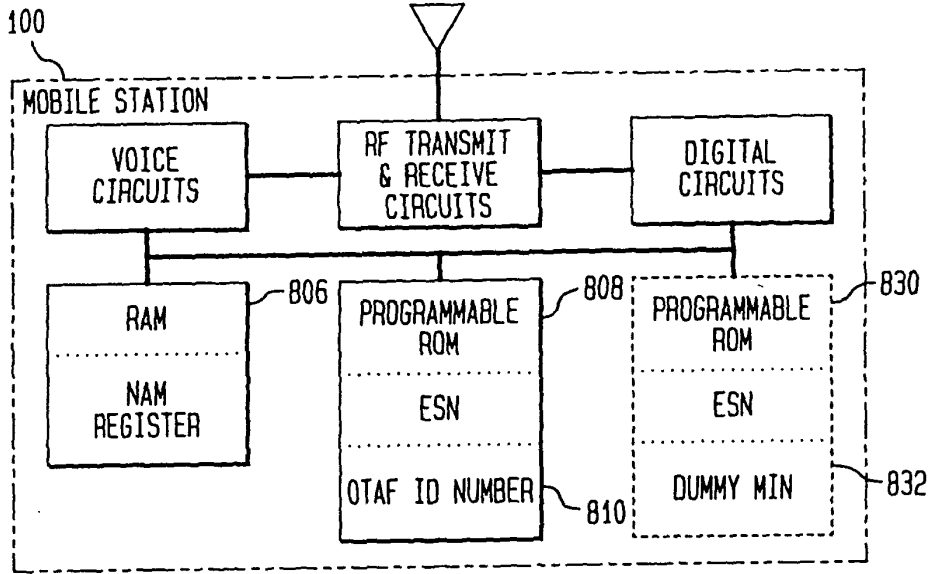 100
MOBILE STATION
VOICE
CIRCUITS
RF TRANSMIT
& RECEIVE
CIRCUITS
DIGITAL
CIRCUITS
806
RAM
NAM
REGISTER
808
PROGRAMMABLE
ROM
ESN
OTAF ID NUMBER
810
830
PROGRAMMABLE
ROM
ESN
DUMMY MIN
832